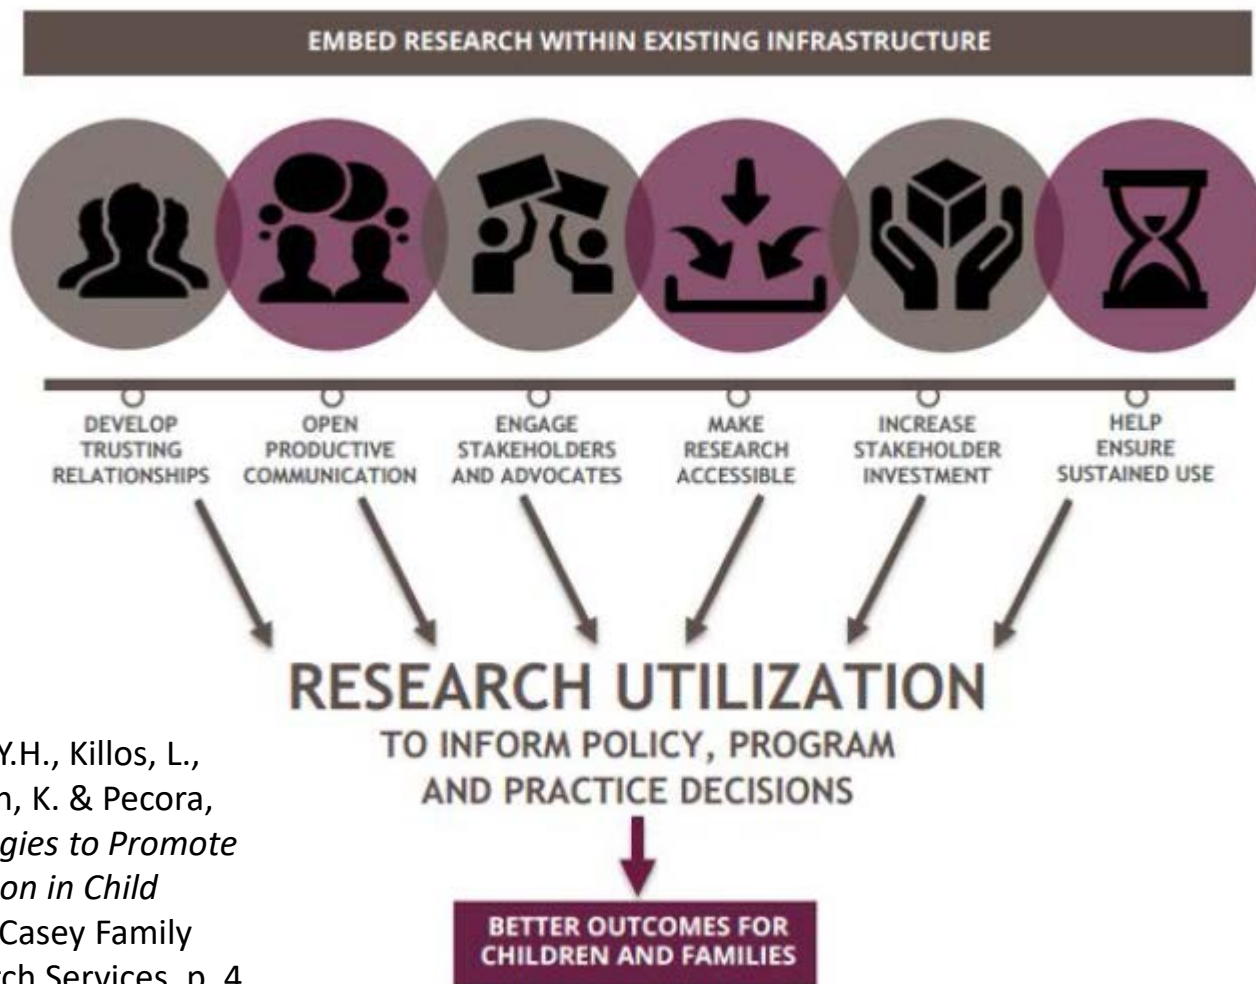 EMBED RESEARCH WITHIN EXISTING INFRASTRUCTURE
DEVELOP
TRUSTING
RELATIONSHIPS
OPEN
PRODUCTIVE
COMMUNICATION
ENGAGE
STAKEHOLDERS
AND ADVOCATES
MAKE
RESEARCH
ACCESSIBLE
INCREASE
STAKEHOLDER
INVESTMENT
HELP
ENSURE
SUSTAINED USE
RESEARCH UTILIZATION
TO INFORM POLICY, PROGRAM
AND PRACTICE DECISIONS
BETTER OUTCOMES FOR
CHILDREN AND FAMILIES
Y.H., Killos, L.,
K. & Pecora,
to Promote
in Child
Casey Family
Services, p. 4